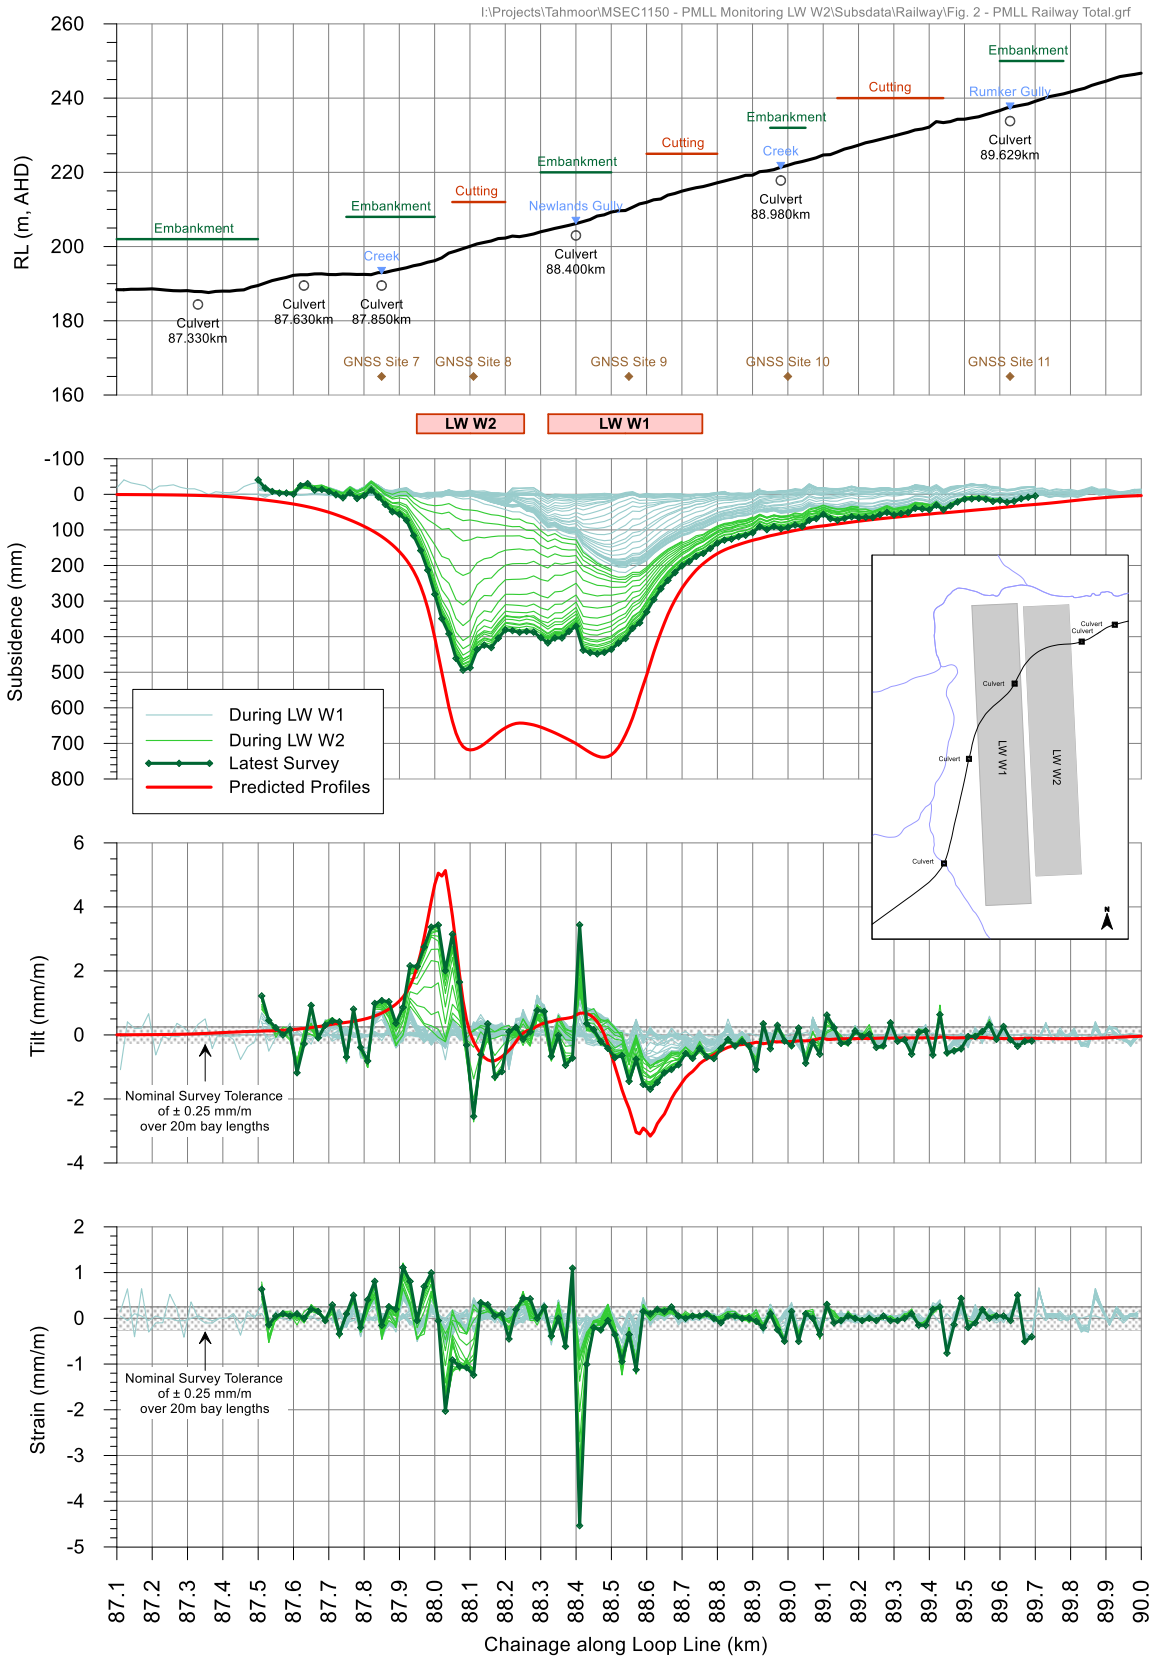 I:\Projects\Tahmoor\MSEC1150 - PMLL Monitoring LW W2\Subsdata\Railway\Fig. 2 - PMLL Railway Total.grf
260
240
220
200
180
160
RL (m, AHD)
Embankment
Embankment
Cutting
Embankment
Cutting
Embankment
Cutting
Embankment
Creek
Newlands Gully
Creek
Rumker Gully
Culvert
87.330km
Culvert
87.630km
Culvert
87.850km
Culvert
88.400km
Culvert
88.980km
Culvert
89.629km
GNSS Site 7
GNSS Site 8
GNSS Site 9
GNSS Site 10
GNSS Site 11
LW W2
LW W1
-100
0
100
200
300
400
500
600
700
800
Subsidence (mm)
During LW W1
During LW W2
Latest Survey
Predicted Profiles
Culvert
Culvert
Culvert
Culvert
Culvert
LW W1
LW W2
N
6
4
2
0
-2
-4
Tilt (mm/m)
Nominal Survey Tolerance
of ± 0.25 mm/m
over 20m bay lengths
2
1
0
-1
-2
-3
-4
-5
Strain (mm/m)
Nominal Survey Tolerance
of ± 0.25 mm/m
over 20m bay lengths
87.1
87.2
87.3
87.4
87.5
87.6
87.7
87.8
87.9
88.0
88.1
88.2
88.3
88.4
88.5
88.6
88.7
88.8
88.9
89.0
89.1
89.2
89.3
89.4
89.5
89.6
89.7
89.8
89.9
90.0
Chainage along Loop Line (km)